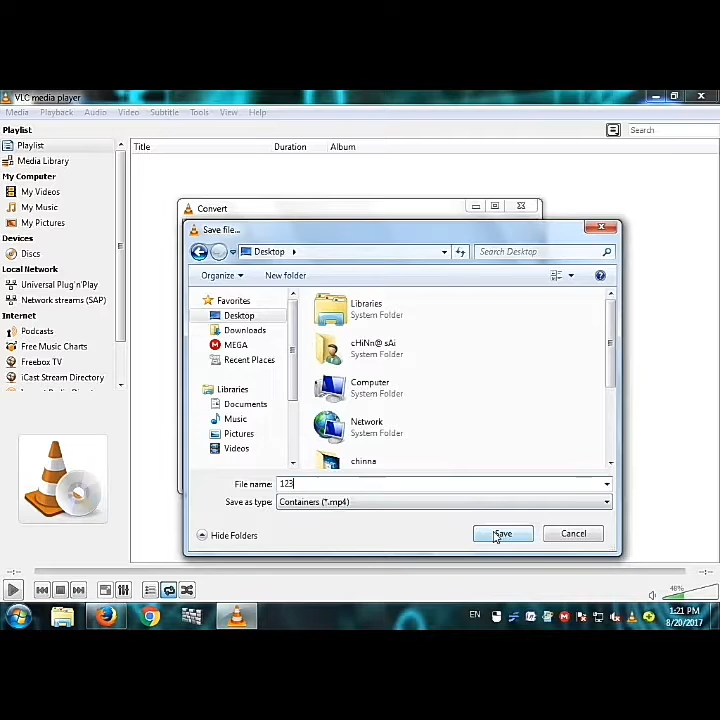 VLC media player
Media Playback Audio Video Subtitle Tools View Help
Playlist
Search
Playlist
Title Duration Album
Media Library
My Computer
My Videos
My Music
Convert
My Pictures
Save file...
Devices
Discs
Desktop
Search Desktop
Local Network
Organize
New folder
Universal Plug'n'Play
Network streams (SAP)
Favorites
Libraries
System Folder
Internet
Desktop
Podcasts
Downloads
Free Music Charts
MEGA
cHiNn@ sAi
System Folder
Freebox TV
Recent Places
iCast Stream Directory
Computer
System Folder
Libraries
Documents
Music
Network
System Folder
Pictures
Videos
chinna
File name: 123
Save as type: Containers (*.mp4)
Hide Folders
Save
Cancel
--:--
--:--
48%
EN
1:21 PM
8/20/2017